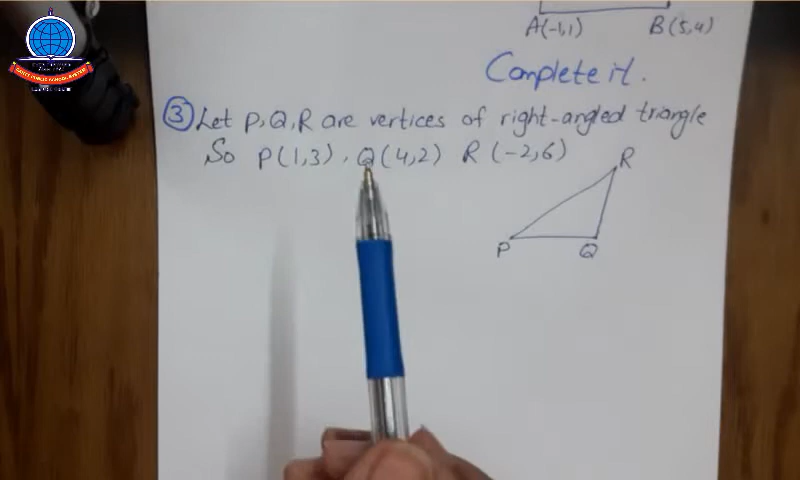 A(-1,1) B(5,4)
Complete it.
③ Let P,Q,R are vertices of right-angled triangle
So P(1,3), Q(4,2) R(-2,6)
R
P Q